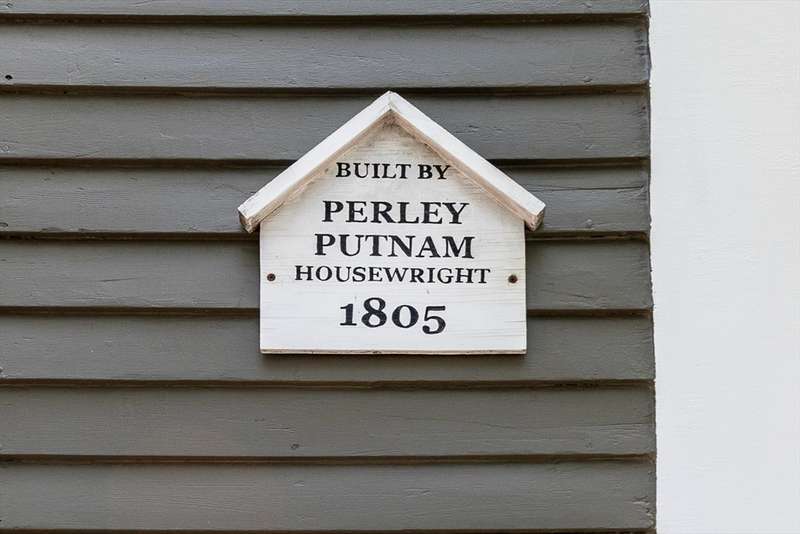 BUILT BY
PERLEY
PUTNAM
HOUSEWRIGHT
1805